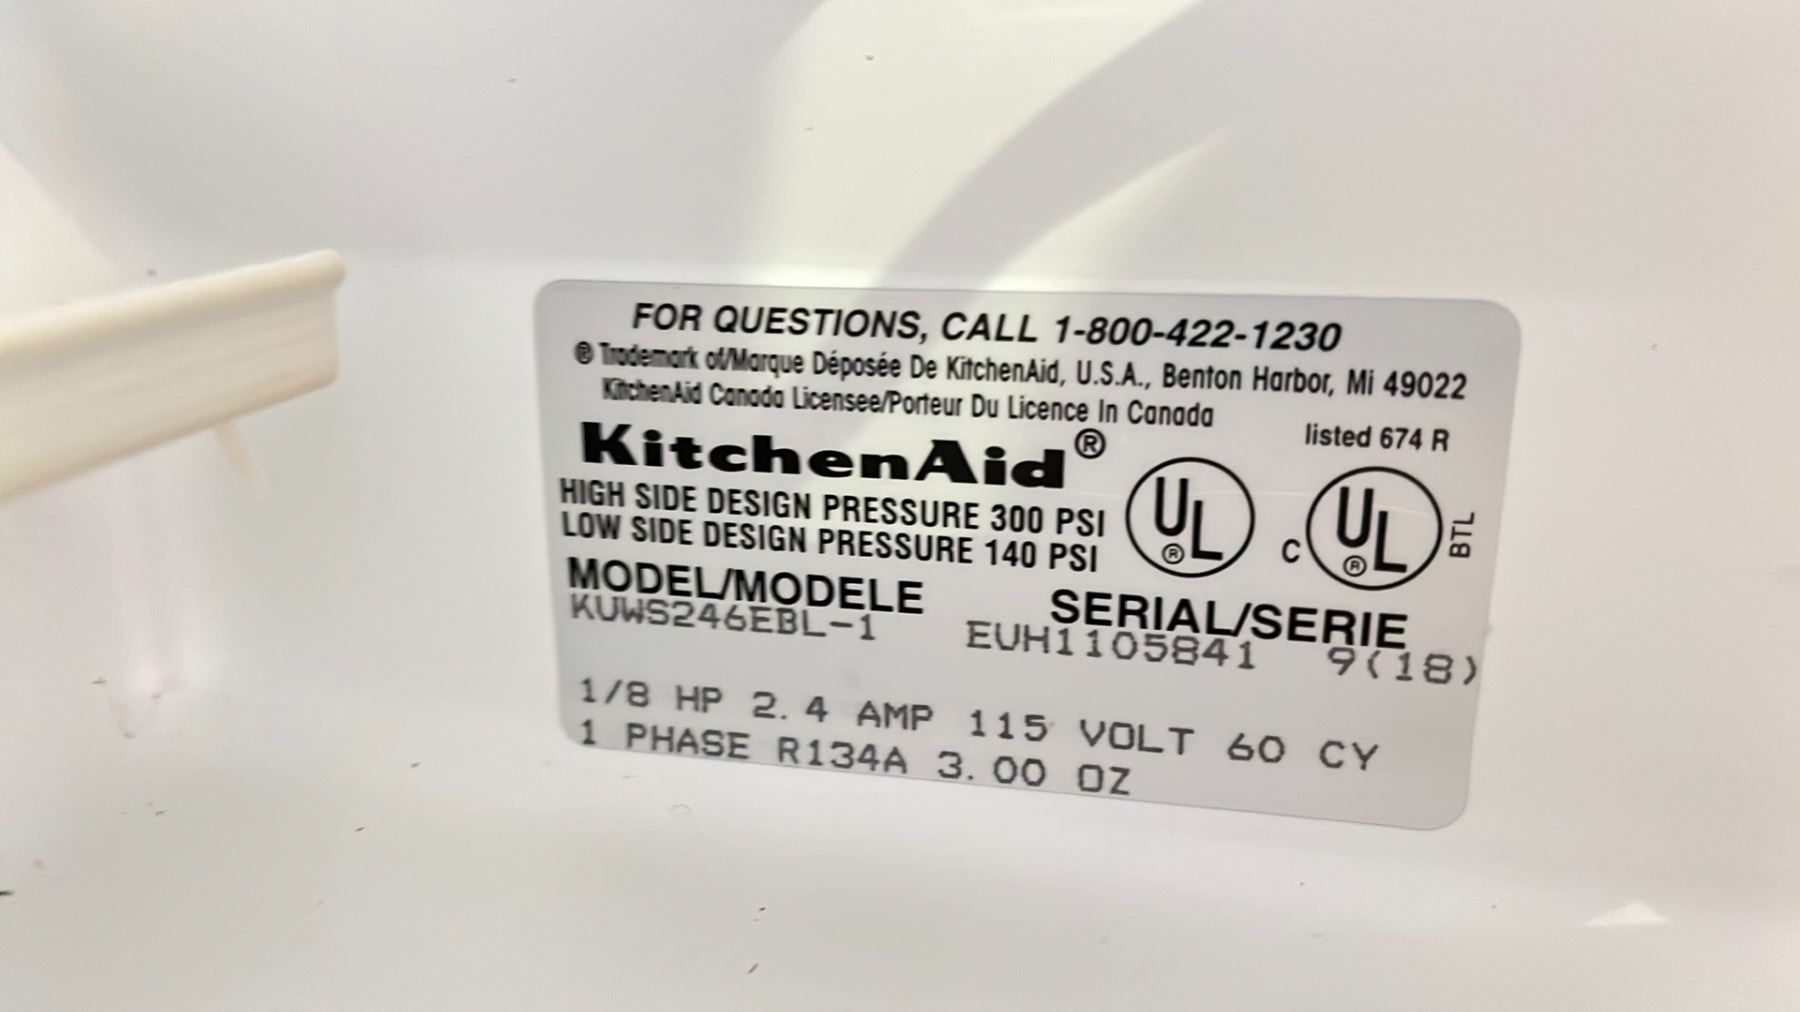 FOR QUESTIONS, CALL 1-800-422-1230
® Trademark of/Marque Déposée De KitchenAid, U.S.A., Benton Harbor, Mi 49022
KitchenAid Canada Licensee/Porteur Du Licence In Canada
listed 674 R
KitchenAid®
HIGH SIDE DESIGN PRESSURE 300 PSI
LOW SIDE DESIGN PRESSURE 140 PSI
UL ®
C UL ® BTL
MODEL/MODELE SERIAL/SERIE
KUWS246EBL-1 EVH1105841 9(18)
1/8 HP 2.4 AMP 115 VOLT 60 CY
1 PHASE R134A 3.00 OZ